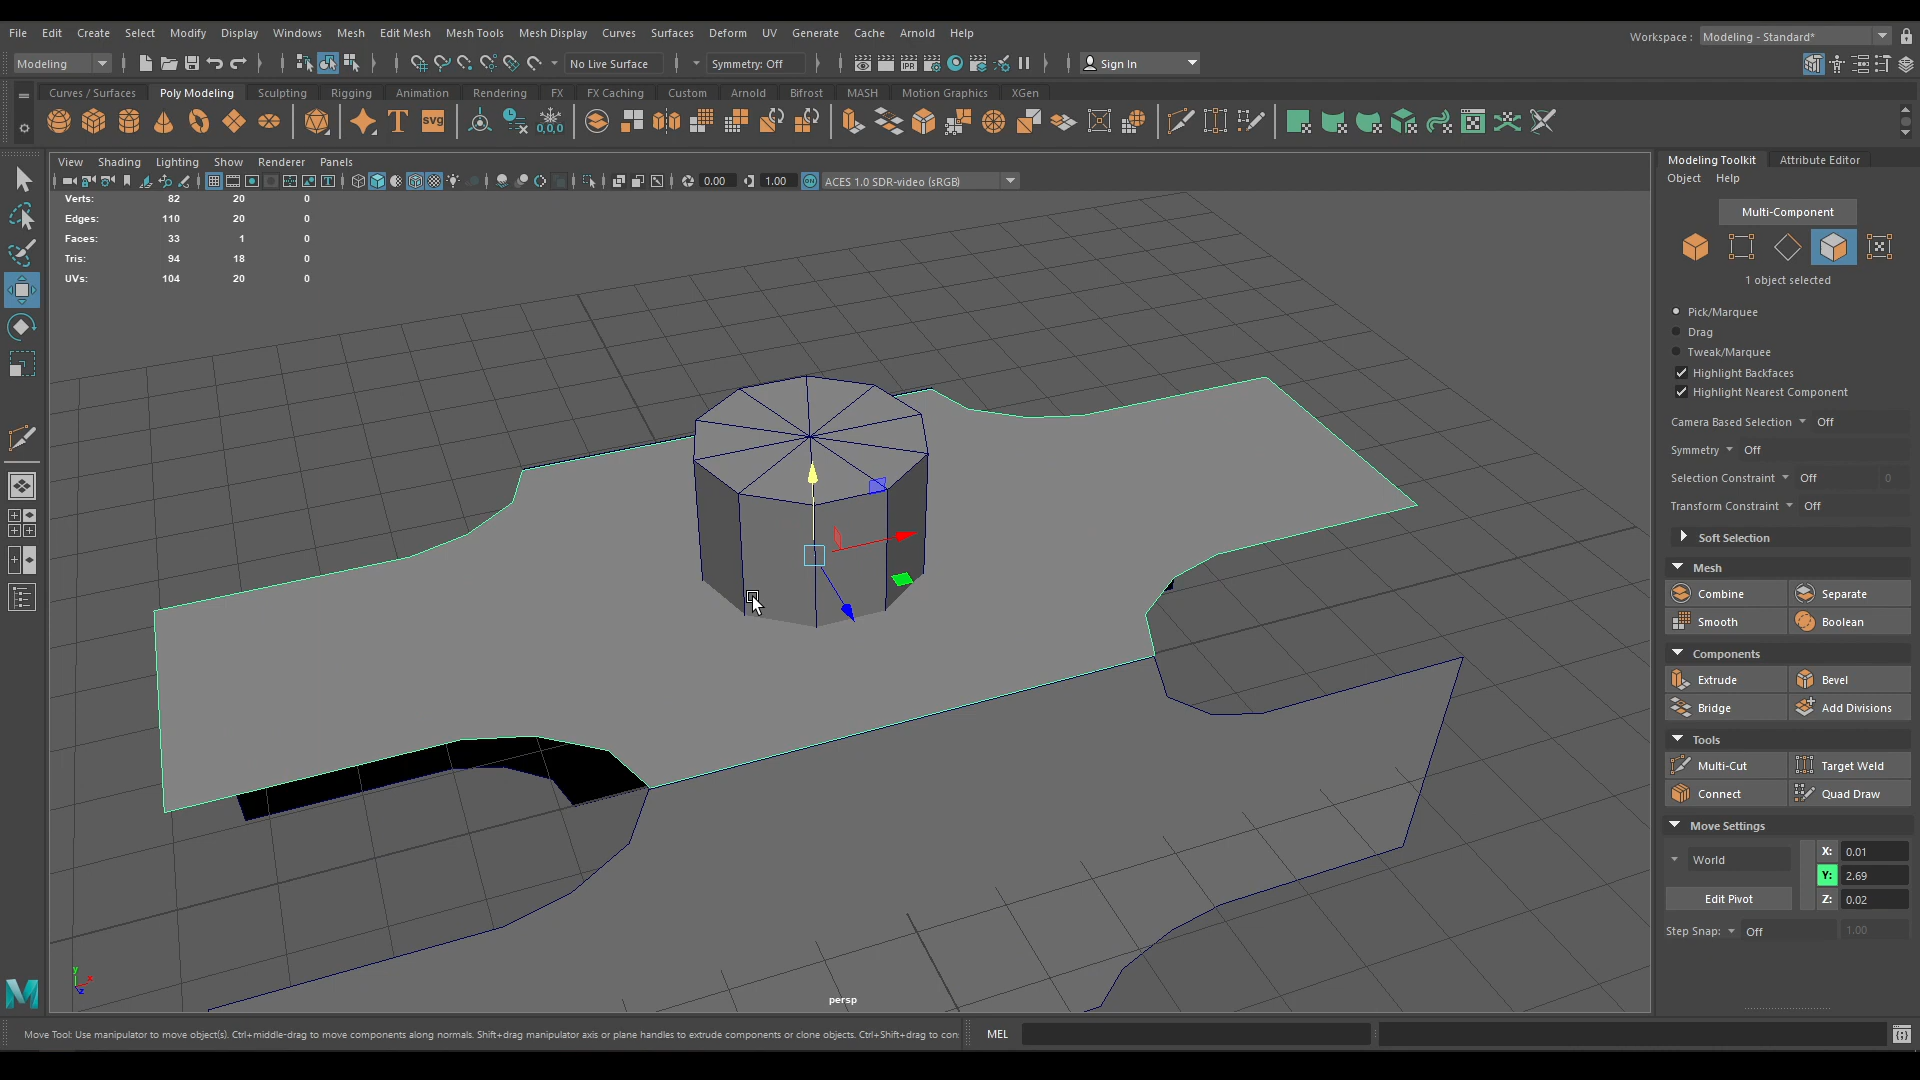 File Edit Create Select Modify Display Windows Mesh Edit Mesh Mesh Tools Mesh Display Curves Surfaces Deform UV Generate Cache Arnold Help
Workspace : Modeling - Standard*
Modeling No Live Surface Symmetry: Off Sign In
Curves / Surfaces Poly Modeling Sculpting Rigging Animation Rendering FX FX Caching Custom Arnold Bifrost MASH Motion Graphics XGen
T svg 0,0,0
View Shading Lighting Show Renderer Panels
0.00 1.00 ON ACES 1.0 SDR-video (sRGB)
Verts: 82 20 0
Edges: 110 20 0
Faces: 33 1 0
Tris: 94 18 0
UVs: 104 20 0
y x z
persp
Modeling Toolkit Attribute Editor
Object Help
Multi-Component
1 object selected
Pick/Marquee
Drag
Tweak/Marquee
Highlight Backfaces
Highlight Nearest Component
Camera Based Selection Off
Symmetry Off
Selection Constraint Off 0
Transform Constraint Off
Soft Selection
Mesh
Combine Separate
Smooth Boolean
Components
Extrude Bevel
Bridge Add Divisions
Tools
Multi-Cut Target Weld
Connect Quad Draw
Move Settings
World X: 0.01
Y: 2.69
Edit Pivot Z: 0.02
Step Snap: Off 1.00
M
Move Tool: Use manipulator to move object(s). Ctrl+middle-drag to move components along normals. Shift+drag manipulator axis or plane handles to extrude components or clone objects. Ctrl+Shift+drag to con
MEL